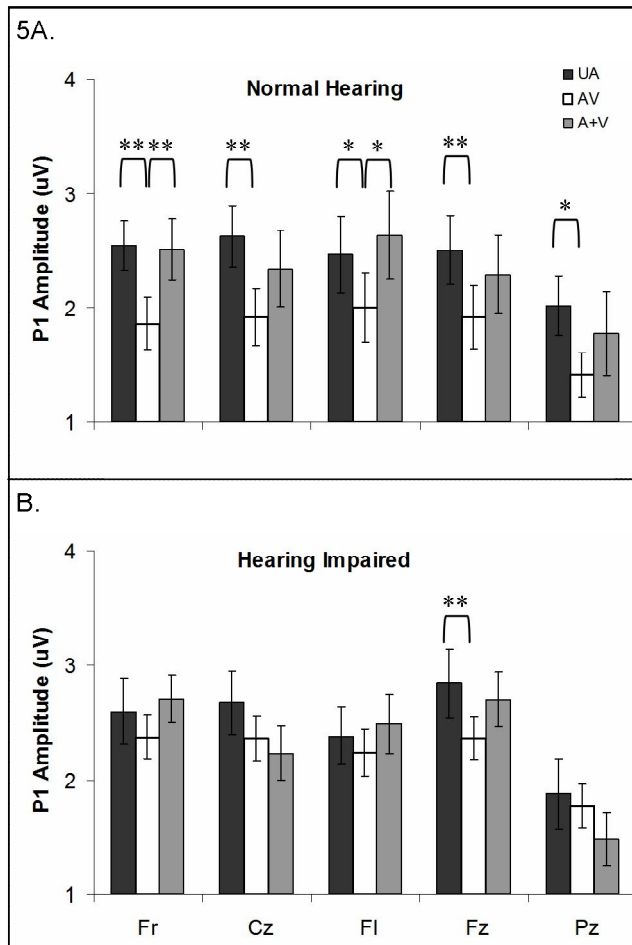 5A.
Normal Hearing
UA
AV
A+V
P1 Amplitude (uV)
4
3
2
1
** **
**
* *
**
*
B.
Hearing Impaired
P1 Amplitude (uV)
4
3
2
1
**
Fr Cz Fl Fz Pz